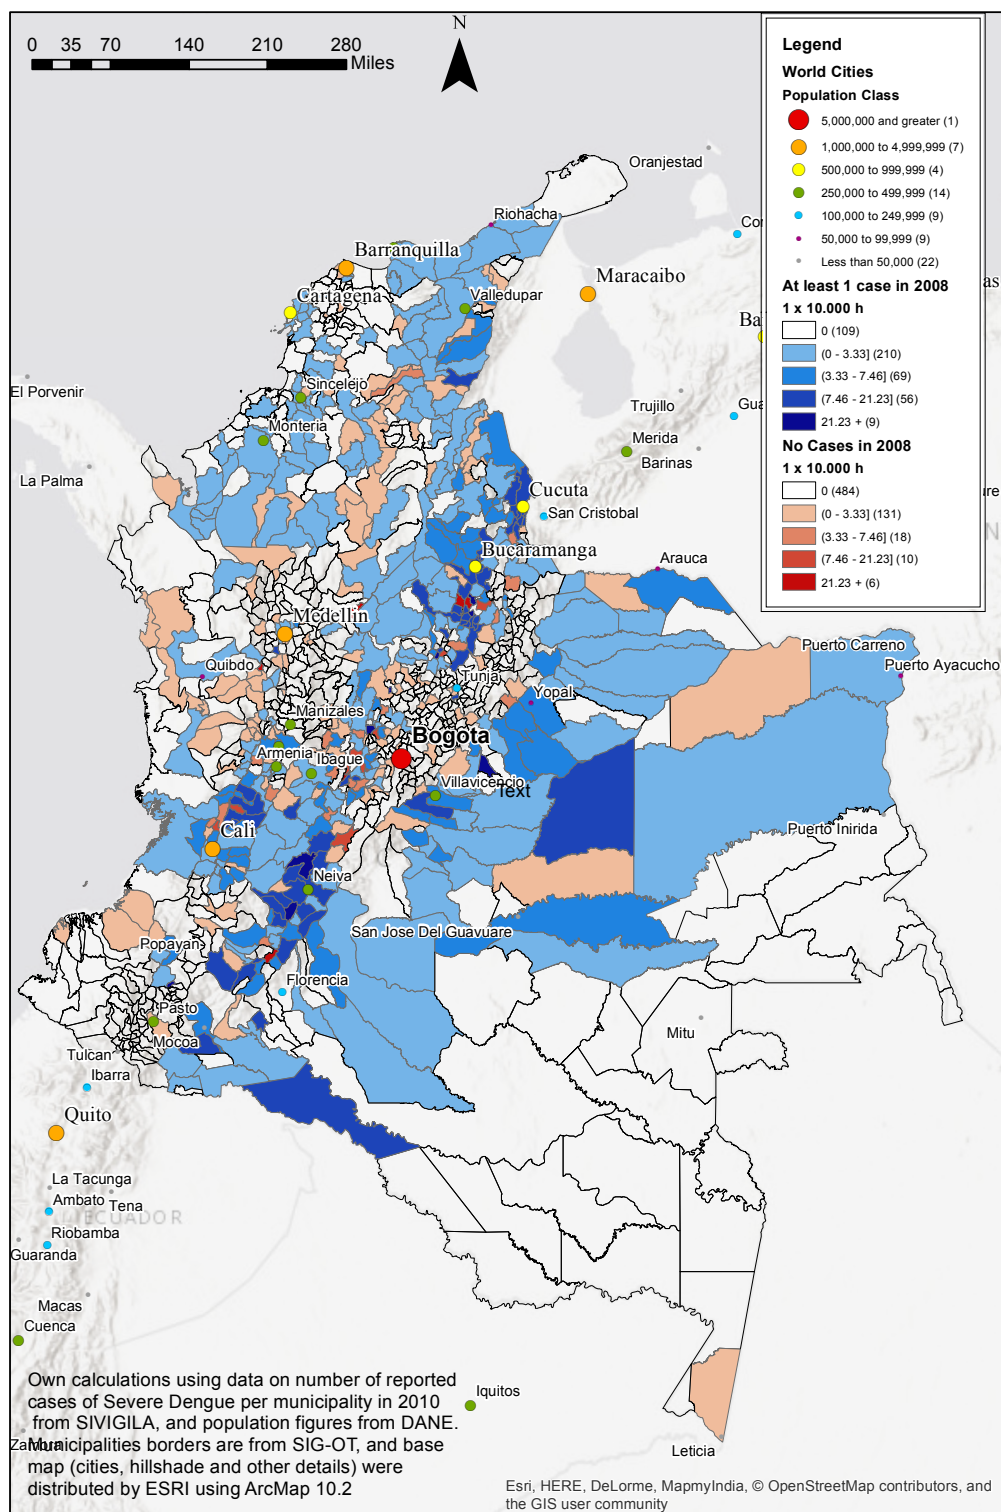 N
0 35 70 140 210 280
Miles
Legend
World Cities
Population Class
5,000,000 and greater (1)
1,000,000 to 4,999,999 (7)
500,000 to 999,999 (4)
250,000 to 499,999 (14)
100,000 to 249,999 (9)
50,000 to 99,999 (9)
Less than 50,000 (22)
At least 1 case in 2008
1 x 10.000 h
0 (109)
(0 - 3.33] (210)
(3.33 - 7.46] (69)
(7.46 - 21.23] (56)
21.23 + (9)
No Cases in 2008
1 x 10.000 h
0 (484)
(0 - 3.33] (131)
(3.33 - 7.46] (18)
(7.46 - 21.23] (10)
21.23 + (6)
Oranjestad
Riohacha
Cor
Barranquilla
Maracaibo
as
Cartagena
Valledupar
Ba
El Porvenir
Sincelejo
Trujillo
Gua
Monteria
Merida
Barinas
La Palma
Cucuta
ure
San Cristobal
Bucaramanga
Arauca
Medellin
Puerto Carreno
Quibdo
Puerto Ayacucho
Tunja
Yopal
Manizales
Bogota
Armenia
Ibague
Villavicencio
Text
Cali
Puerto Inirida
Neiva
San Jose Del Guavuare
Popayan
Florencia
Pasto
Mitu
Mocoa
Tulcan
Ibarra
Quito
La Tacunga
Ambato
Tena
ECUADOR
Riobamba
Guaranda
Macas
Cuenca
Iquitos
Zamora
Leticia
Own calculations using data on number of reported
cases of Severe Dengue per municipality in 2010
from SIVIGILA, and population figures from DANE.
Municipalities borders are from SIG-OT, and base
map (cities, hillshade and other details) were
distributed by ESRI using ArcMap 10.2
Esri, HERE, DeLorme, MapmyIndia, © OpenStreetMap contributors, and
the GIS user community